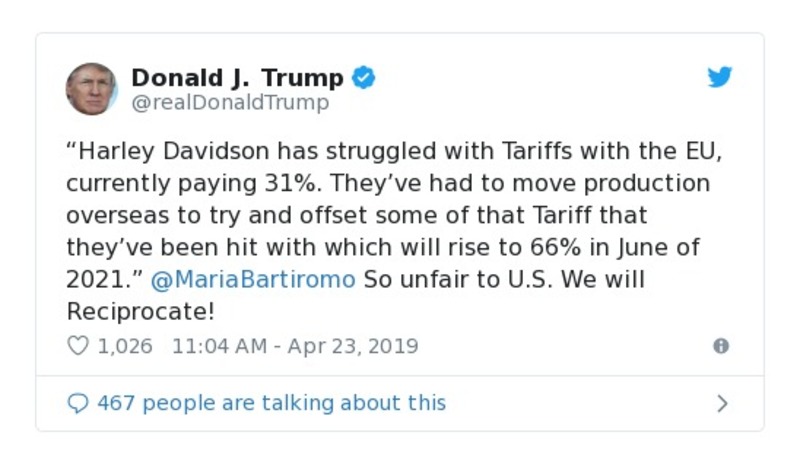 Donald J. Trump
@realDonaldTrump
“Harley Davidson has struggled with Tariffs with the EU,
currently paying 31%. They’ve had to move production
overseas to try and offset some of that Tariff that
they’ve been hit with which will rise to 66% in June of
2021.” @MariaBartiromo So unfair to U.S. We will
Reciprocate!
1,026 11:04 AM - Apr 23, 2019
467 people are talking about this